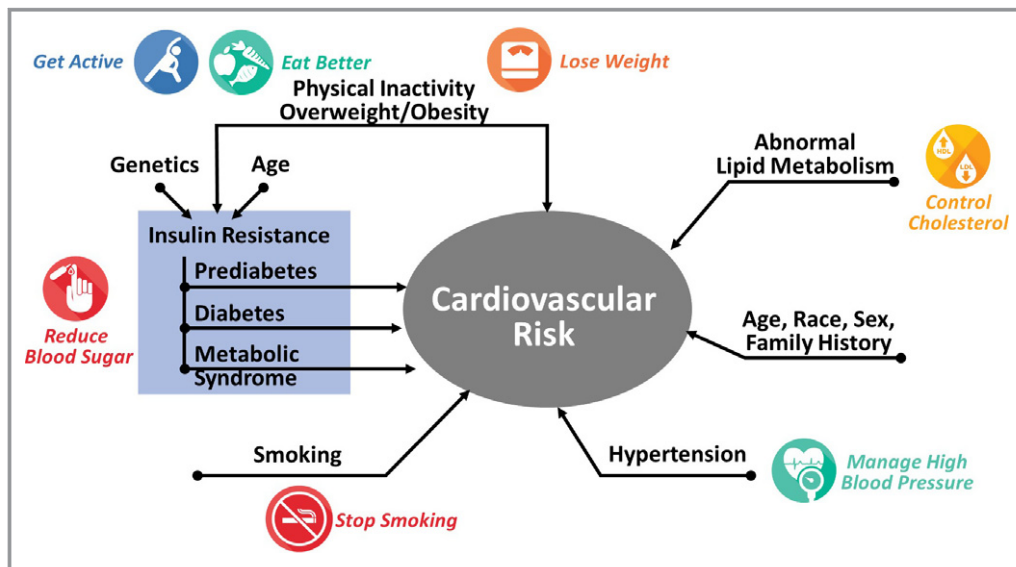 Get Active
Eat Better
Lose Weight
Physical Inactivity
Overweight/Obesity
Genetics
Age
Abnormal
Lipid Metabolism
HDL
LDL
Control
Cholesterol
Insulin Resistance
Prediabetes
Diabetes
Metabolic
Syndrome
Reduce
Blood Sugar
Cardiovascular
Risk
Age, Race, Sex,
Family History
Smoking
Stop Smoking
Hypertension
Manage High
Blood Pressure